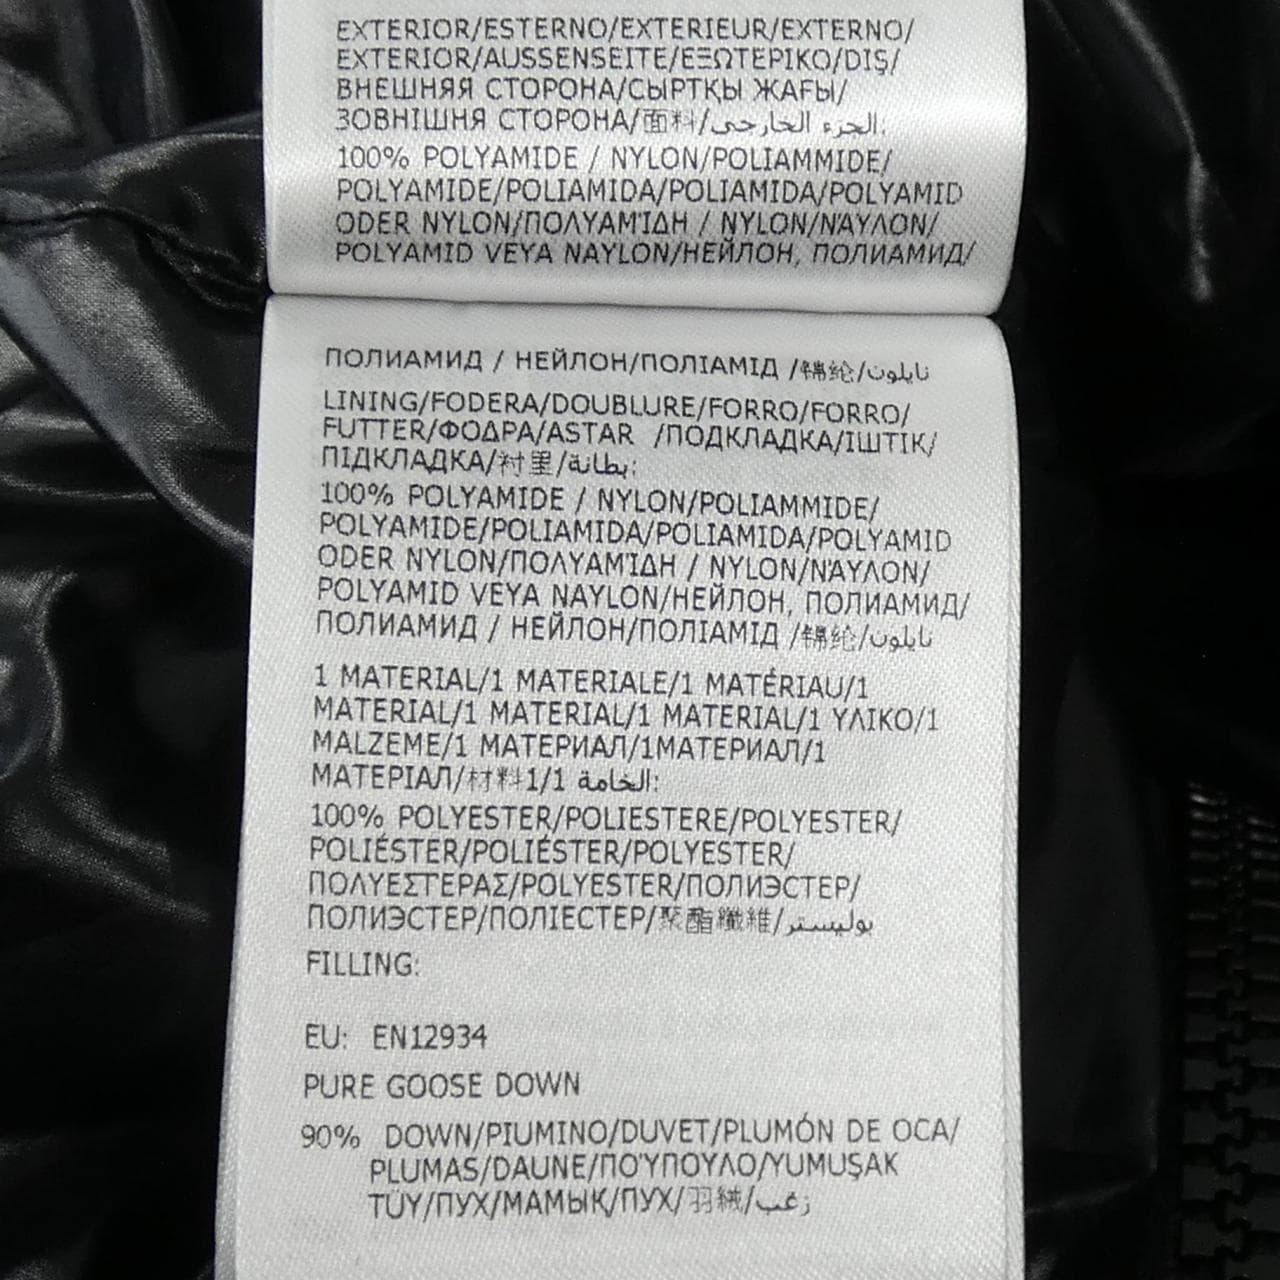 EXTERIOR/ESTERNO/EXTERIEUR/EXTERNO/
EXTERIOR/AUSSENSEITE/ΕΞΩΤΕΡΙΚΟ/DIŞ/
ВНЕШНЯЯ СТОРОНА/СЫРТҚЫ ЖАҒЫ/
ЗОВНІШНЯ СТОРОНА/面料/الجزء الخارجي:
100% POLYAMIDE / NYLON/POLIAMMIDE/
POLYAMIDE/POLIAMIDA/POLIAMIDA/POLYAMID
ODER NYLON/ΠΟΛΥΑΜΊΔΗ / NYLON/ΝΆΥΛΟΝ/
POLYAMID VEYA NAYLON/НЕЙЛОН, ПОЛИАМИД/
ПОЛИАМИД / НЕЙЛОН/ПОЛІАМІД /锦纶/نايلون
LINING/FODERA/DOUBLURE/FORRO/FORRO/
FUTTER/ΦΟΔΡΑ/ASTAR /ПОДКЛАДКА/ІШТІК/
ПІДКЛАДКА/衬里/بطانة:
100% POLYAMIDE / NYLON/POLIAMMIDE/
POLYAMIDE/POLIAMIDA/POLIAMIDA/POLYAMID
ODER NYLON/ΠΟΛΥΑΜΊΔΗ / NYLON/ΝΆΥΛΟΝ/
POLYAMID VEYA NAYLON/НЕЙЛОН, ПОЛИАМИД/
ПОЛИАМИД / НЕЙЛОН/ПОЛІАМІД /锦纶/نايلون
1 MATERIAL/1 MATERIALE/1 MATÉRIAU/1
MATERIAL/1 MATERIAL/1 MATERIAL/1 ΥΛΙΚΟ/1
MALZEME/1 МАТЕРИАЛ/1МАТЕРИАЛ/1
МАТЕРІАЛ/材料1/1 الخامة:
100% POLYESTER/POLIESTERE/POLYESTER/
POLIÉSTER/POLIÉSTER/POLYESTER/
ΠΟΛΥΕΣΤΕΡΑΣ/POLYESTER/ПОЛИЭСТЕР/
ПОЛИЭСТЕР/ПОЛІЕСТЕР/聚酯纖維/بوليستر
FILLING:
EU: EN12934
PURE GOOSE DOWN
90% DOWN/PIUMINO/DUVET/PLUMÓN DE OCA/
PLUMAS/DAUNE/ΠΟΎΠΟΥΛΟ/YUMUŞAK
TÜY/ПУХ/МАМЫҚ/ПУХ/羽絨/زغب